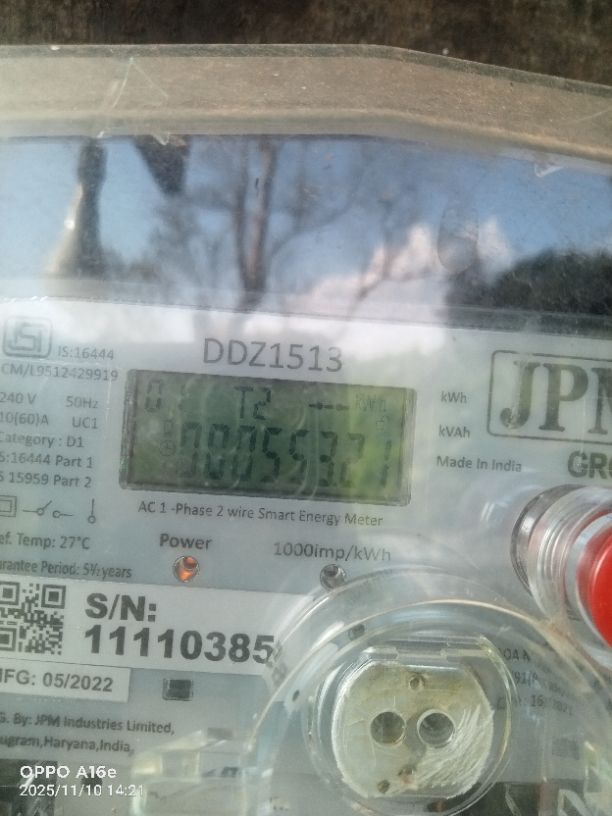 IS:16444
CM/L9512429919
DDZ1513
240 V 50Hz
10(60)A UC1
Category : D1
IS:16444 Part 1
IS 15959 Part 2
T2
kWh
kVAh
Made in India
JPM
AC 1 -Phase 2 wire Smart Energy Meter
Ref. Temp: 27°C
Guarantee Period: 5½ years
Power
1000imp/kWh
S/N:
11110385
MFG: 05/2022
G. By: JPM Industries Limited,
Gurugram,Haryana,India,
OPPO A16e
2025/11/10 14:21